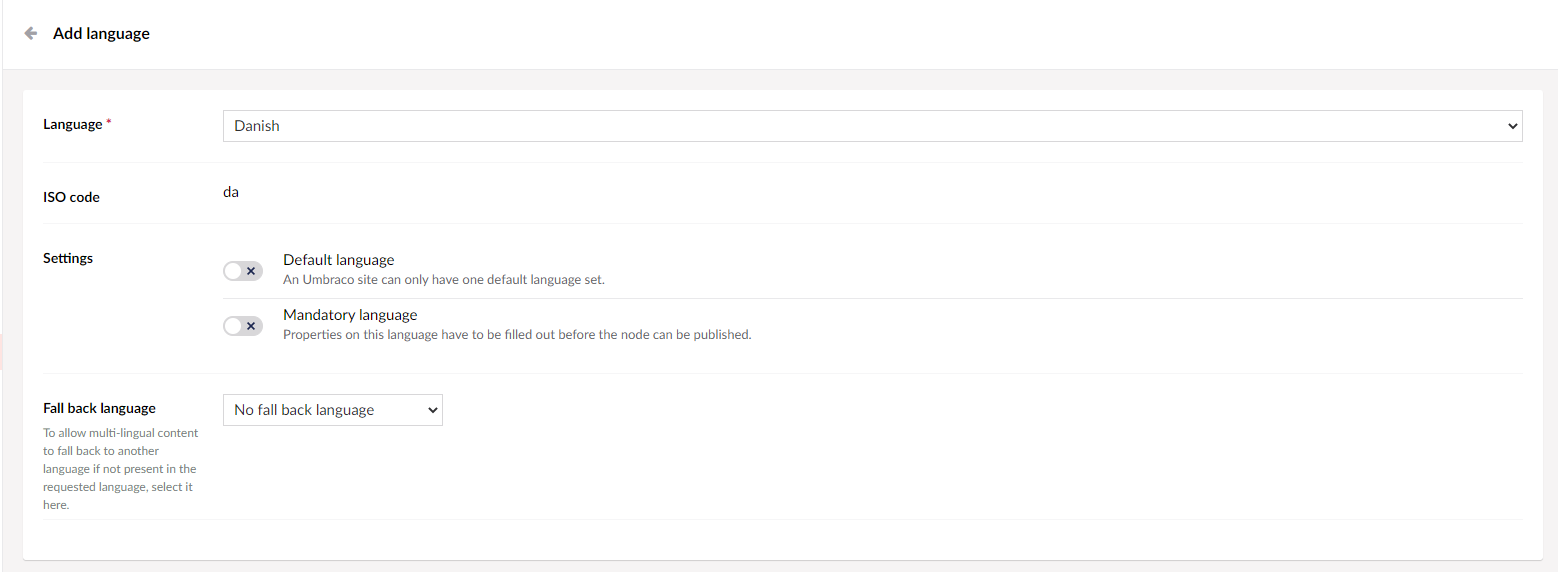 Add language
Language *
Danish
ISO code
da
Settings
Default language
An Umbraco site can only have one default language set.
Mandatory language
Properties on this language have to be filled out before the node can be published.
Fall back language
No fall back language
To allow multi-lingual content
to fall back to another
language if not present in the
requested language, select it
here.